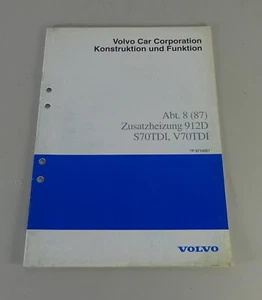 Volvo Car Corporation
Konstruktion und Funktion
Abt. 8 (87)
Zusatzheizung 912D
S70TDI, V70TDI
VOLVO